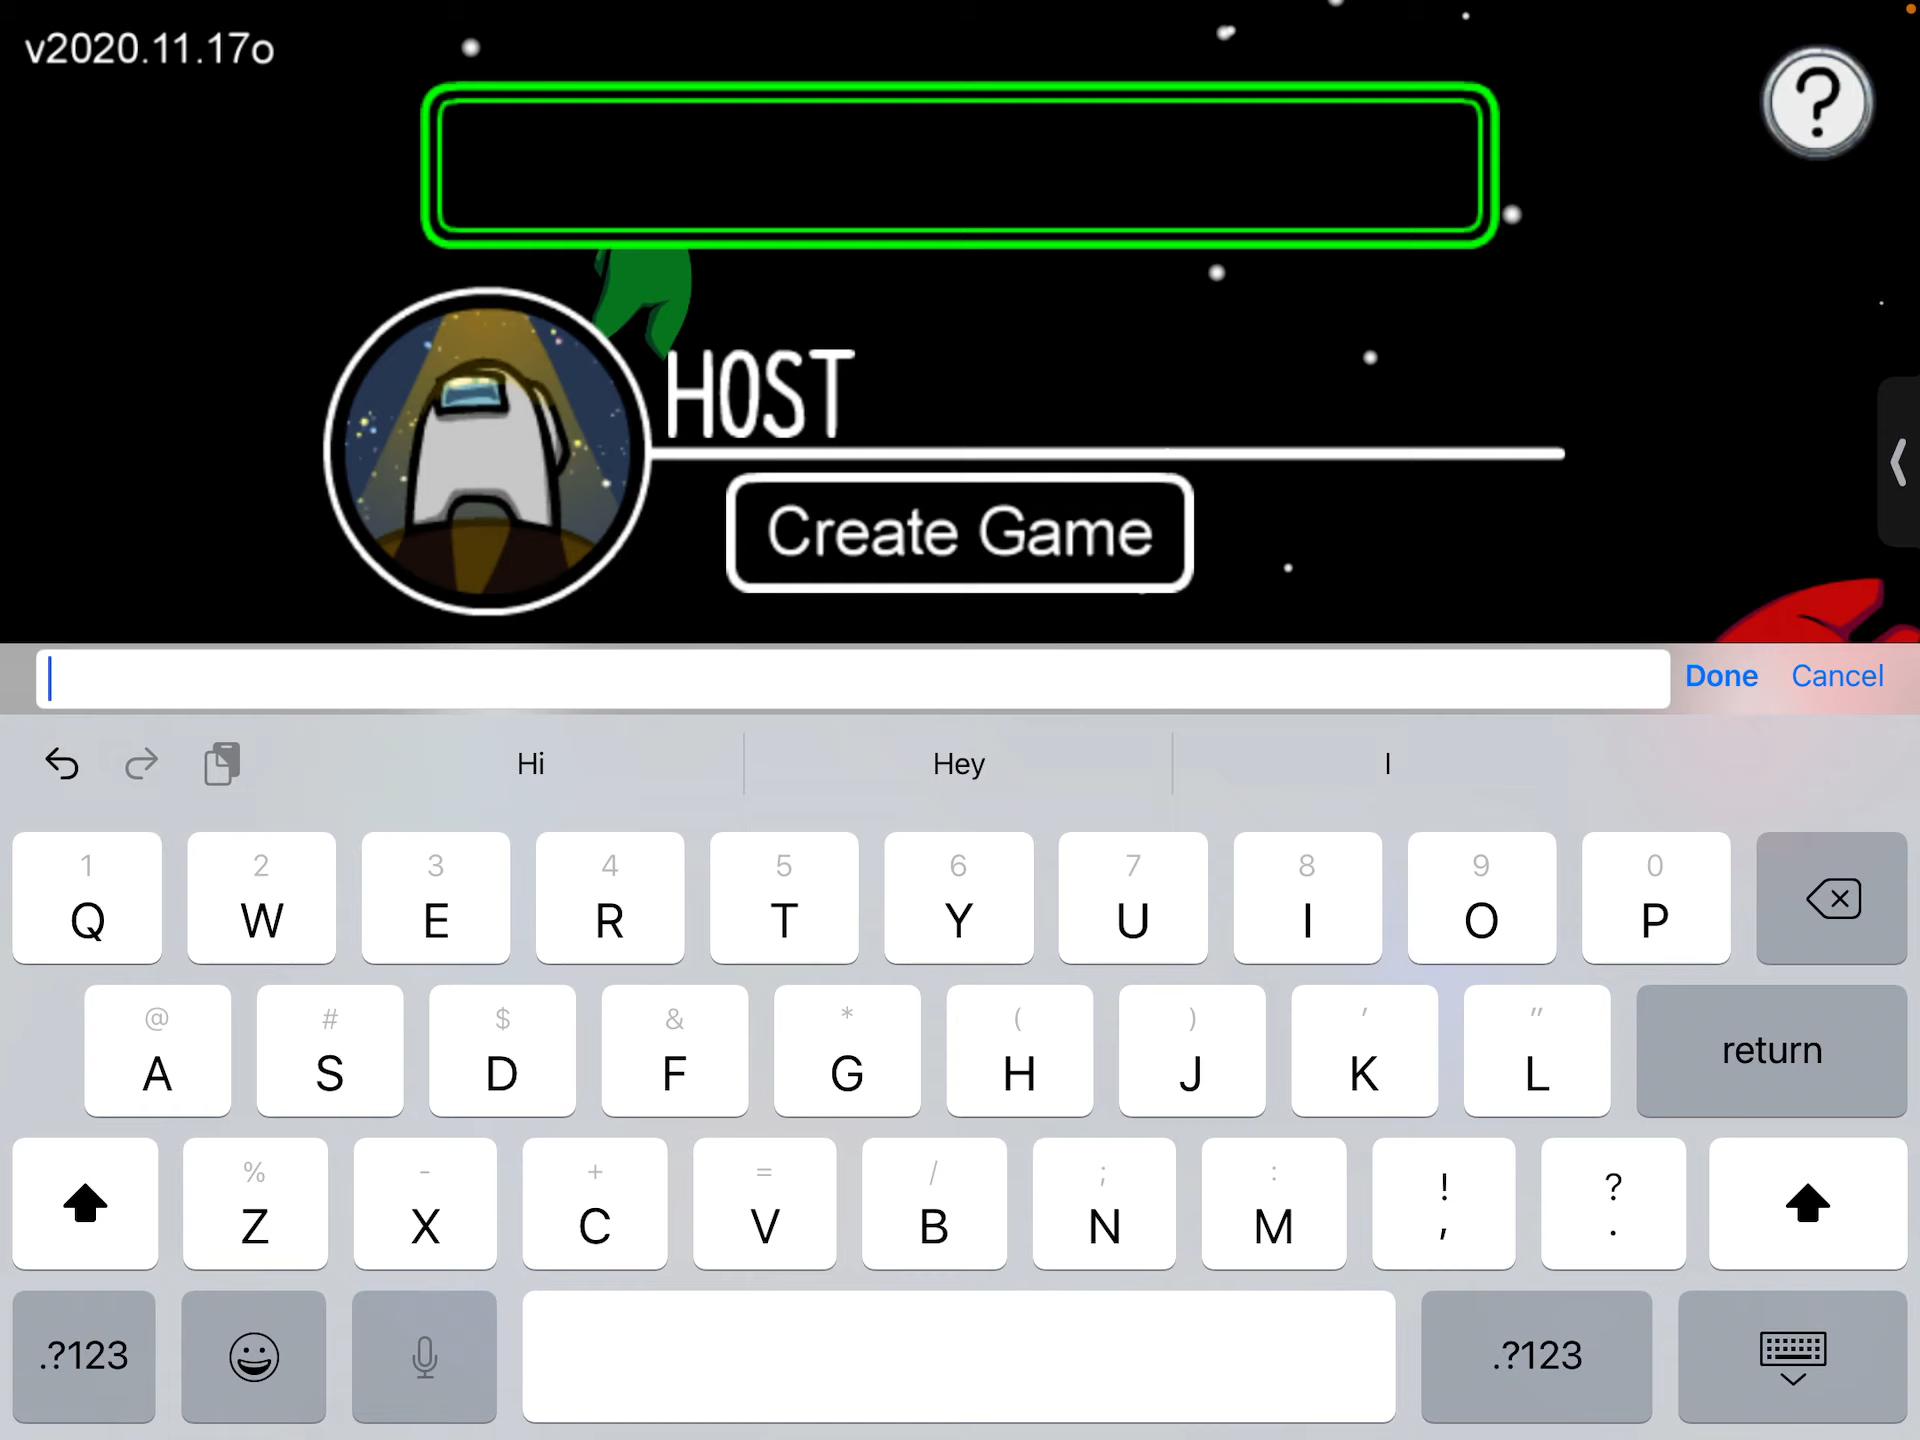 v2020.11.17o
?
HOST
Create Game
Done Cancel
Hi Hey I
1 2 3 4 5 6 7 8 9 0
Q W E R T Y U I O P
@ # $ & * ( ) ' "
A S D F G H J K L return
% - + = / ; : ! ?
Z X C V B N M , .
.?123 .?123